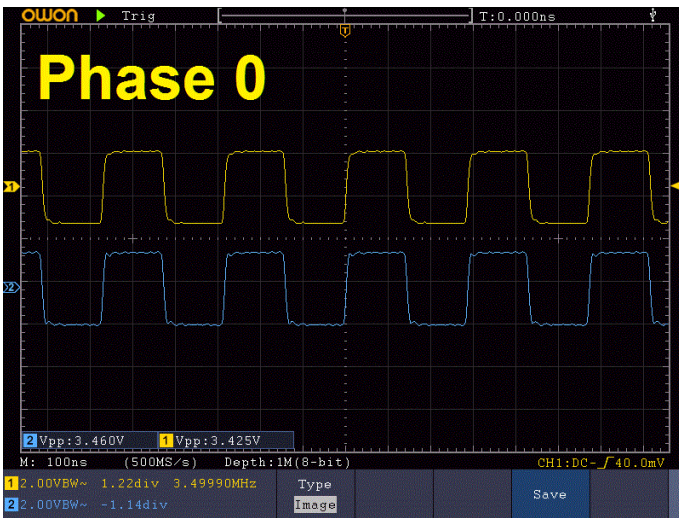 owon Trig T:0.000ns
T
Phase 0
1
2
2 Vpp:3.460V 1 Vpp:3.425V
M: 100ns (500MS/s) Depth:1M(8-bit) CH1:DC- 40.0mV
1 2.00VBW~ 1.22div 3.49990MHz Type
Save
2 2.00VBW~ -1.14div Image